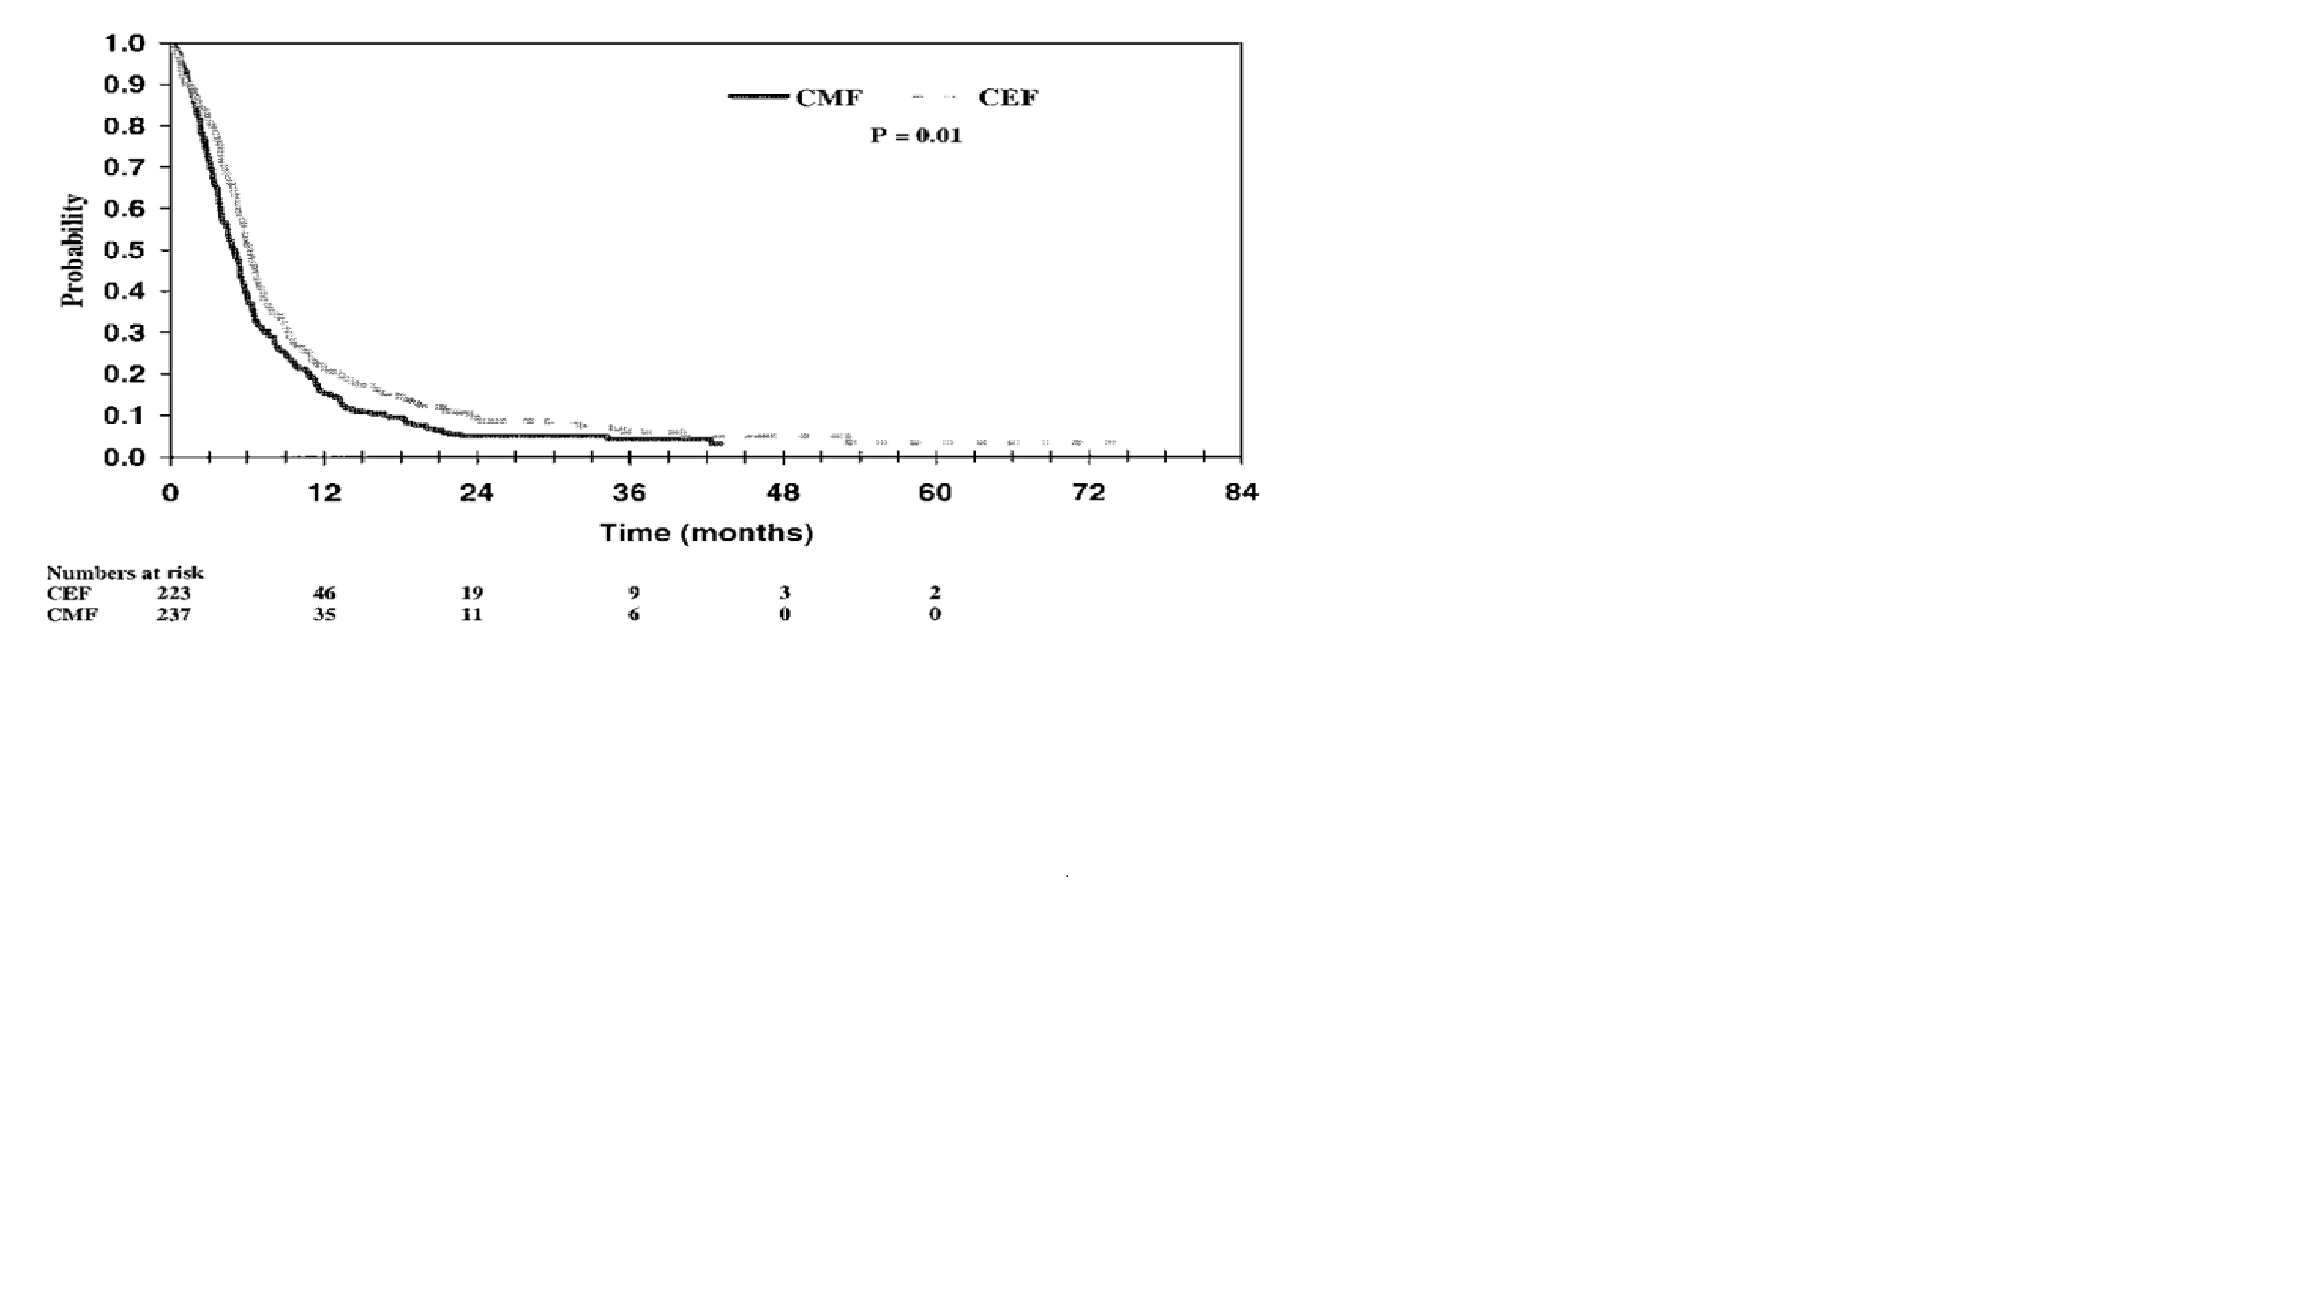 1.0
0.9
CMF CEF
0.8
P = 0.01
0.7
0.6
0.5
0.4
0.3
0.2
0.1
0.0
Probability
0 12 24 36 48 60 72 84
Time (months)
Numbers at risk
CEF 223 46 19 9 3 2
CMF 237 35 11 6 0 0